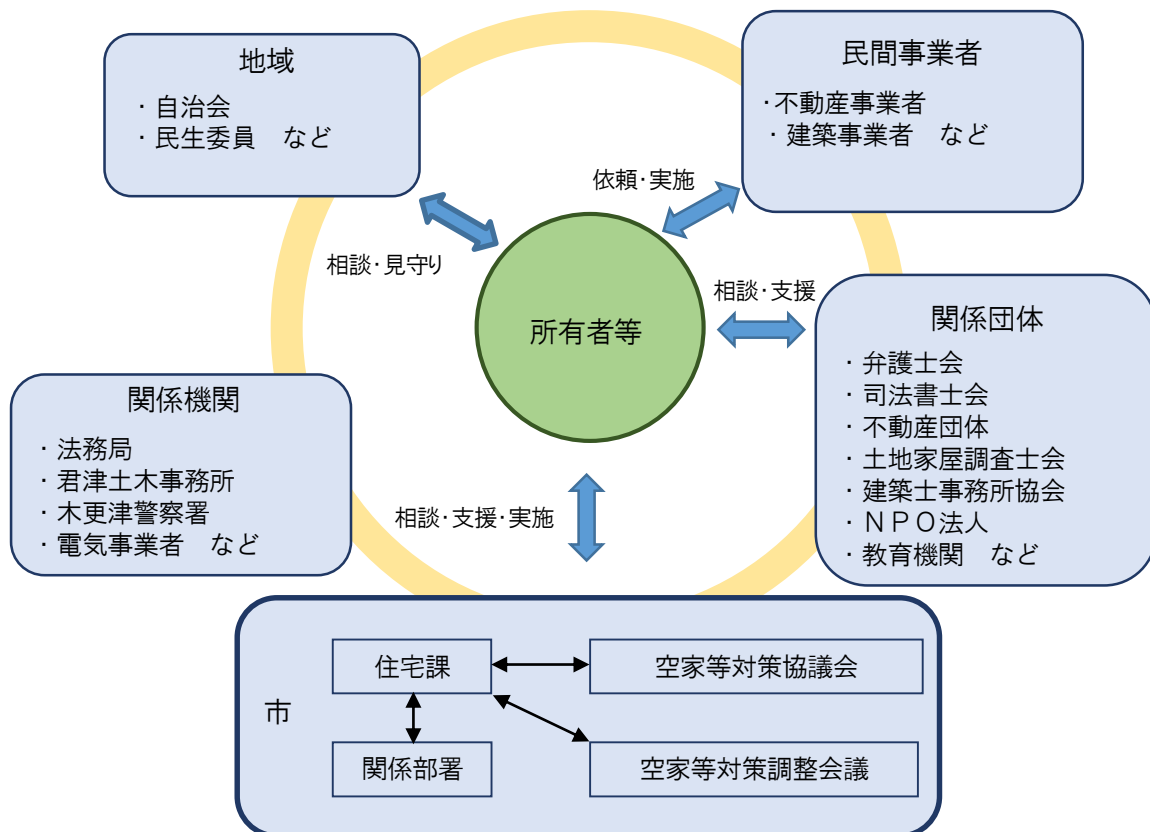 地域
・自治会
・民生委員　など
民間事業者
・不動産事業者
・建築事業者　など
依頼・実施
相談・見守り
相談・支援
所有者等
関係団体
・弁護士会
・司法書士会
・不動産団体
・土地家屋調査士会
・建築士事務所協会
・ＮＰＯ法人
・教育機関　など
関係機関
・法務局
・君津土木事務所
・木更津警察署
・電気事業者　など
相談・支援・実施
市
住宅課
空家等対策協議会
関係部署
空家等対策調整会議